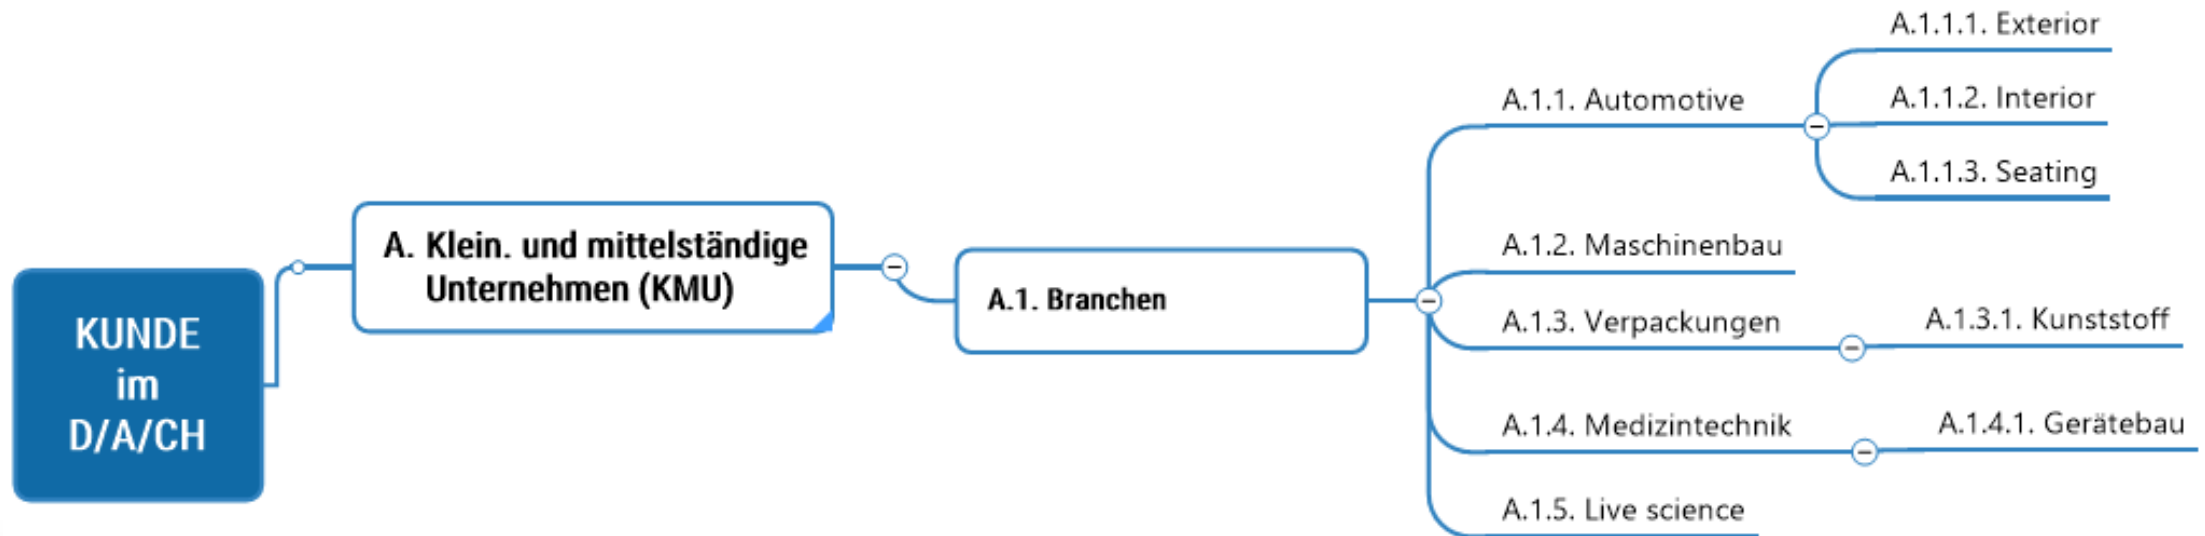 KUNDE
im
D/A/CH
A. Klein. und mittelständige
Unternehmen (KMU)
A.1. Branchen
A.1.1. Automotive
A.1.1.1. Exterior
A.1.1.2. Interior
A.1.1.3. Seating
A.1.2. Maschinenbau
A.1.3. Verpackungen
A.1.3.1. Kunststoff
A.1.4. Medizintechnik
A.1.4.1. Gerätebau
A.1.5. Live science